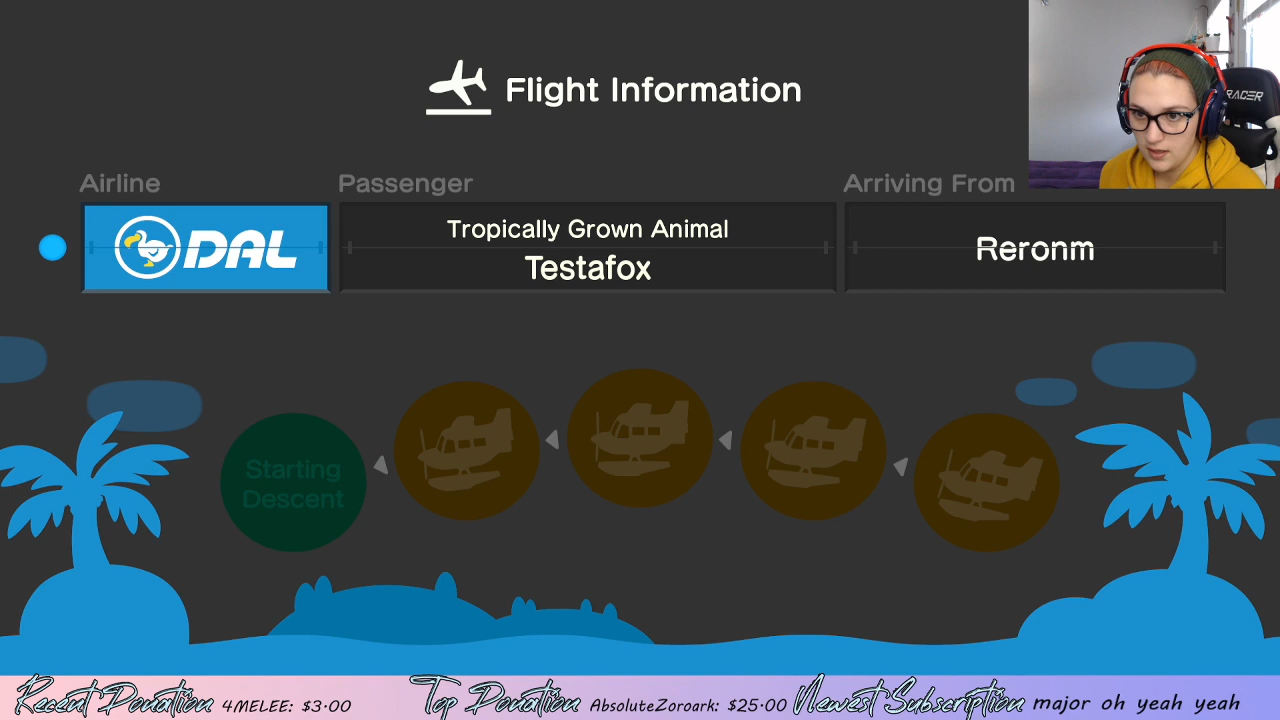 Flight Information
Airline
Passenger
Arriving From
DAL
Tropically Grown Animal
Testafox
Reronm
Starting
Descent
RACER
Recent Donation 4MELEE: $3.00 Top Donation AbsoluteZoroark: $25.00 Newest Subscription major oh yeah yeah